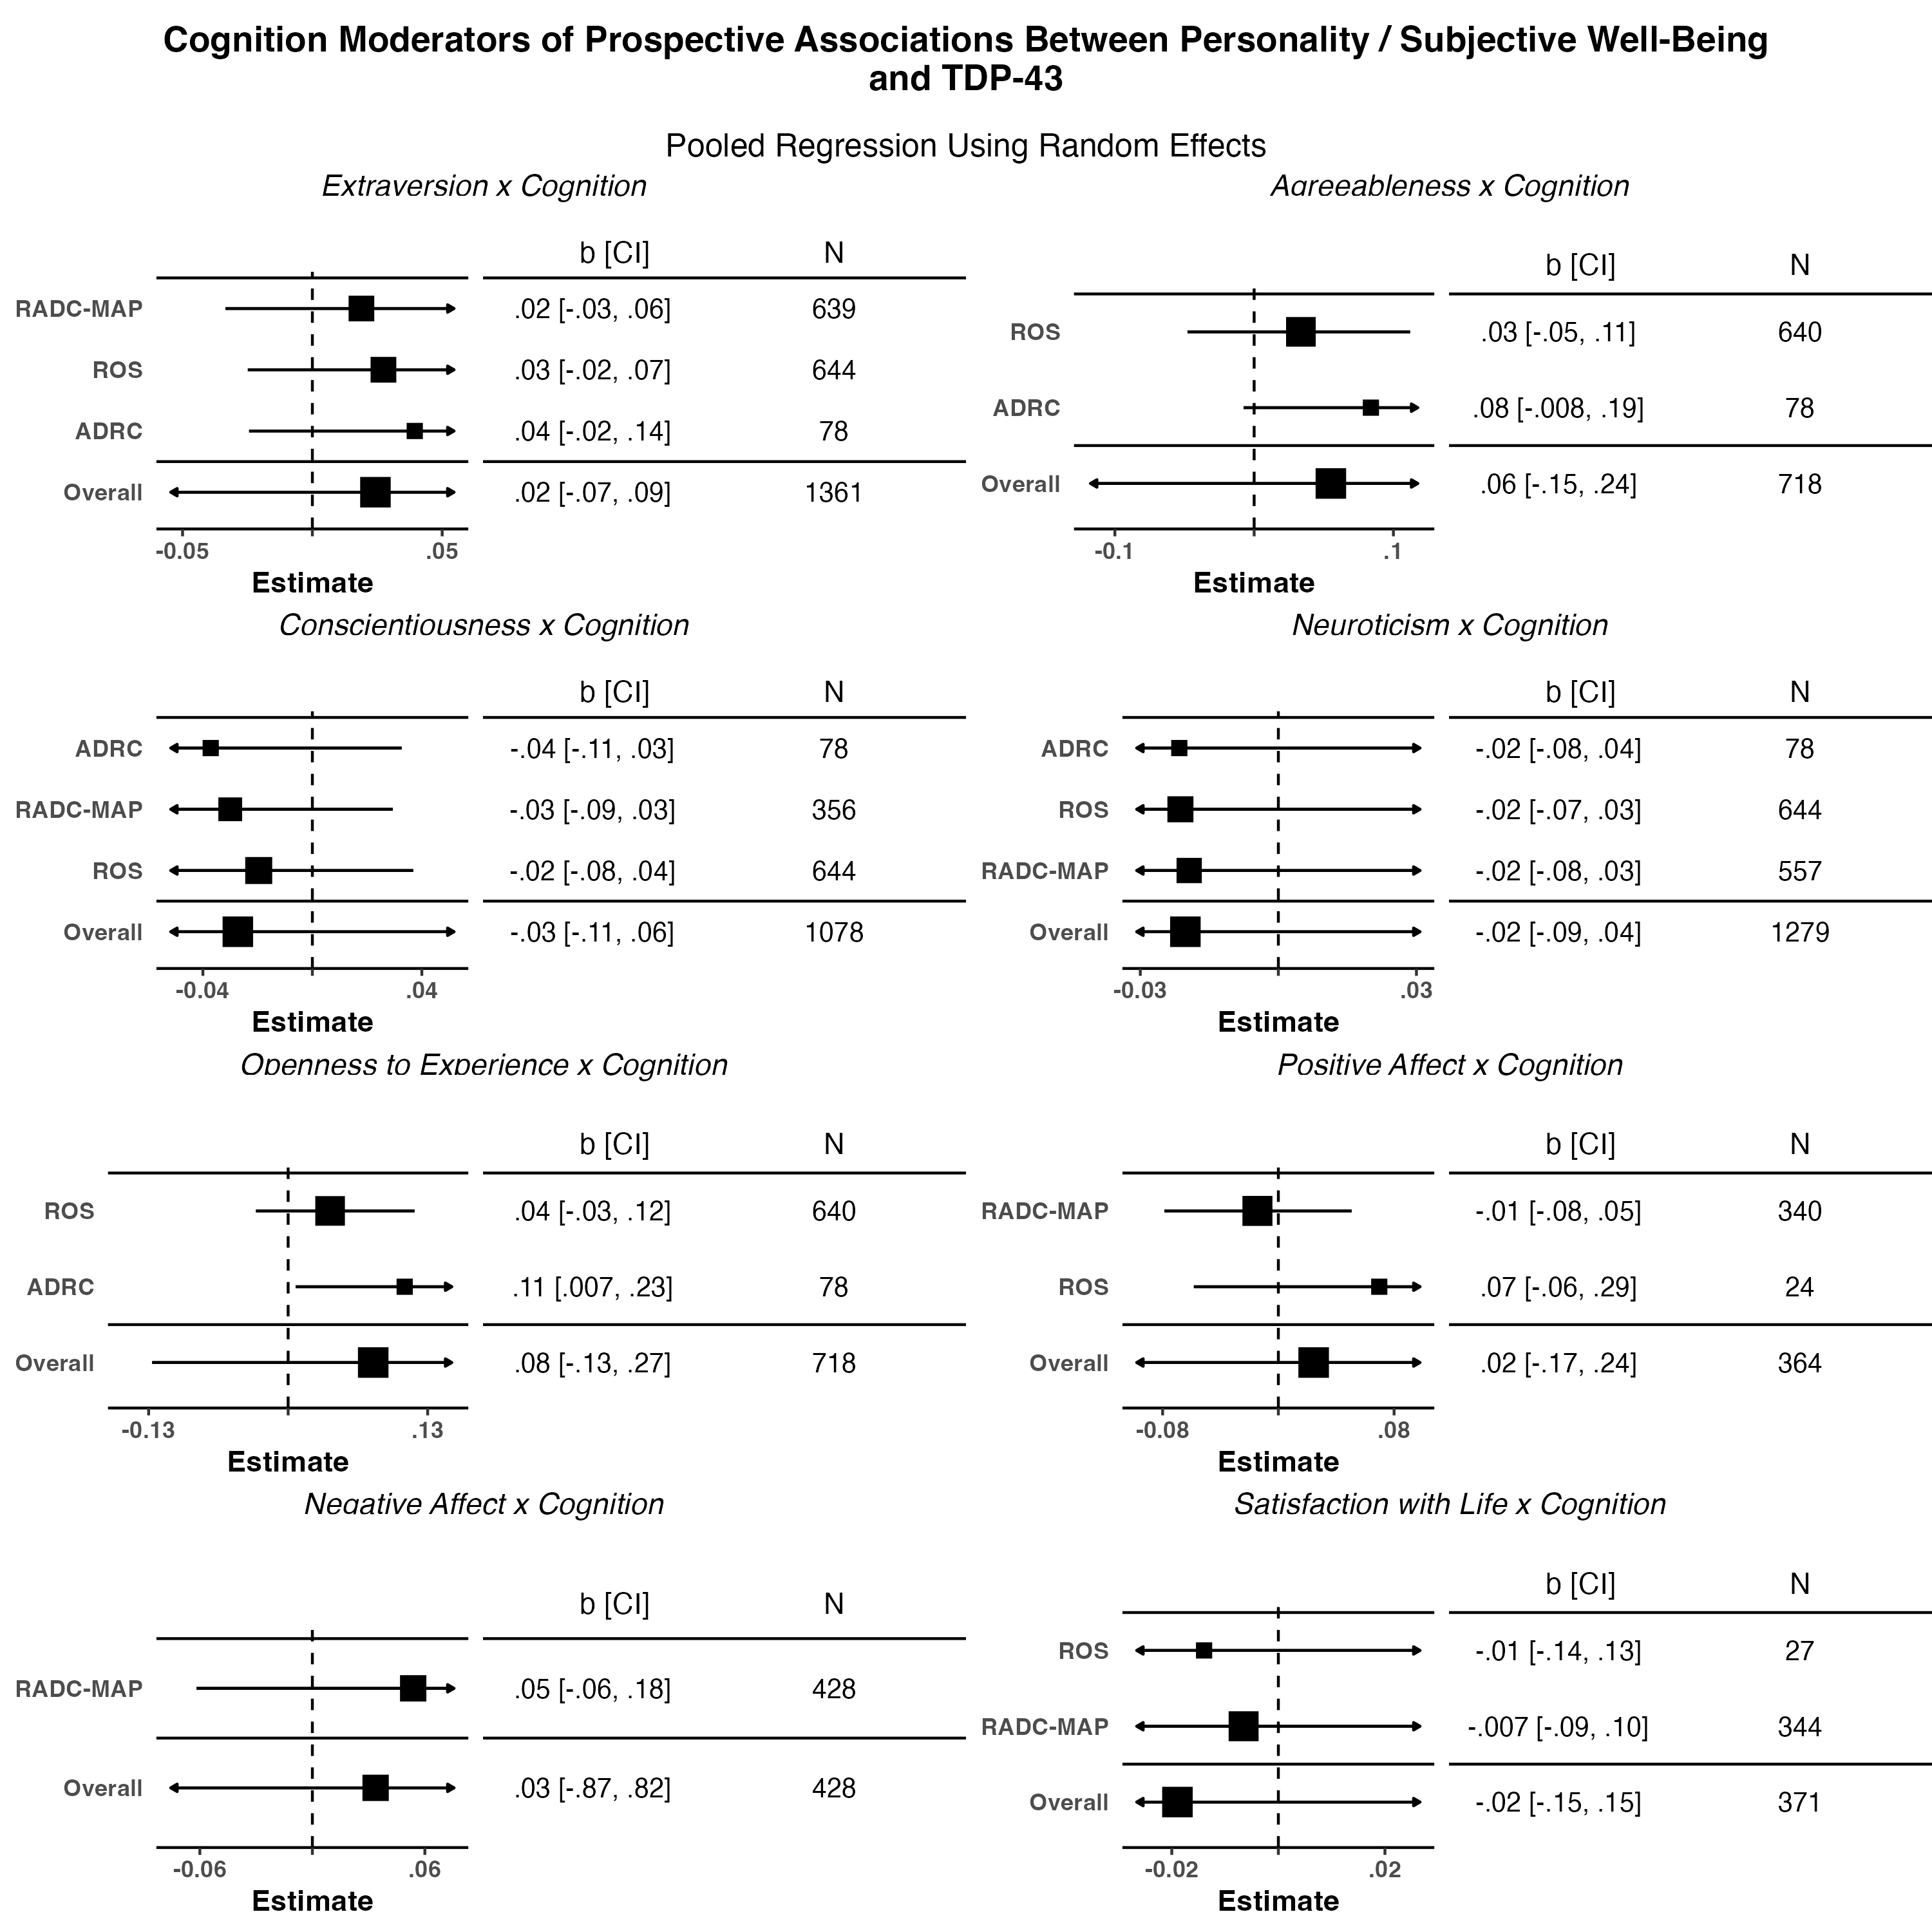 Cognition Moderators of Prospective Associations Between Personality / Subjective Well-Being
and TDP-43
Pooled Regression Using Random Effects
Extraversion x Cognition
b [CI] N
RADC-MAP .02 [-.03, .06] 639
ROS .03 [-.02, .07] 644
ADRC .04 [-.02, .14] 78
Overall .02 [-.07, .09] 1361
-0.05 .05
Estimate
Agreeableness x Cognition
b [CI] N
ROS .03 [-.05, .11] 640
ADRC .08 [-.008, .19] 78
Overall .06 [-.15, .24] 718
-0.1 .1
Estimate
Conscientiousness x Cognition
b [CI] N
ADRC -.04 [-.11, .03] 78
RADC-MAP -.03 [-.09, .03] 356
ROS -.02 [-.08, .04] 644
Overall -.03 [-.11, .06] 1078
-0.04 .04
Estimate
Neuroticism x Cognition
b [CI] N
ADRC -.02 [-.08, .04] 78
ROS -.02 [-.07, .03] 644
RADC-MAP -.02 [-.08, .03] 557
Overall -.02 [-.09, .04] 1279
-0.03 .03
Estimate
Openness to Experience x Cognition
b [CI] N
ROS .04 [-.03, .12] 640
ADRC .11 [.007, .23] 78
Overall .08 [-.13, .27] 718
-0.13 .13
Estimate
Positive Affect x Cognition
b [CI] N
RADC-MAP -.01 [-.08, .05] 340
ROS .07 [-.06, .29] 24
Overall .02 [-.17, .24] 364
-0.08 .08
Estimate
Negative Affect x Cognition
b [CI] N
RADC-MAP .05 [-.06, .18] 428
Overall .03 [-.87, .82] 428
-0.06 .06
Estimate
Satisfaction with Life x Cognition
b [CI] N
ROS -.01 [-.14, .13] 27
RADC-MAP -.007 [-.09, .10] 344
Overall -.02 [-.15, .15] 371
-0.02 .02
Estimate